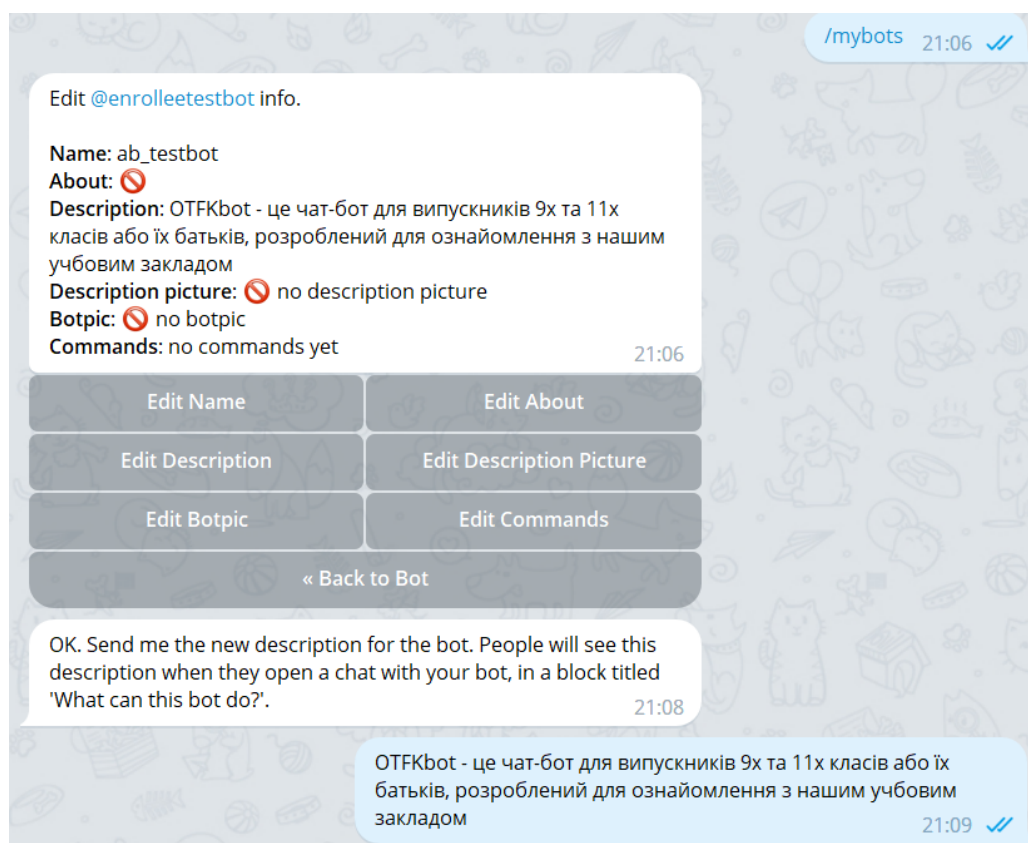 /mybots 21:06
Edit @enrolleetestbot info.
Name: ab_testbot
About: 🚫
Description: OTFKbot - це чат-бот для випускників 9х та 11х
класів або їх батьків, розроблений для ознайомлення з нашим
учбовим закладом
Description picture: 🚫 no description picture
Botpic: 🚫 no botpic
Commands: no commands yet
21:06
Edit Name
Edit About
Edit Description
Edit Description Picture
Edit Botpic
Edit Commands
« Back to Bot
OK. Send me the new description for the bot. People will see this
description when they open a chat with your bot, in a block titled
'What can this bot do?'.
21:08
OTFKbot - це чат-бот для випускників 9х та 11х класів або їх
батьків, розроблений для ознайомлення з нашим учбовим
закладом
21:09